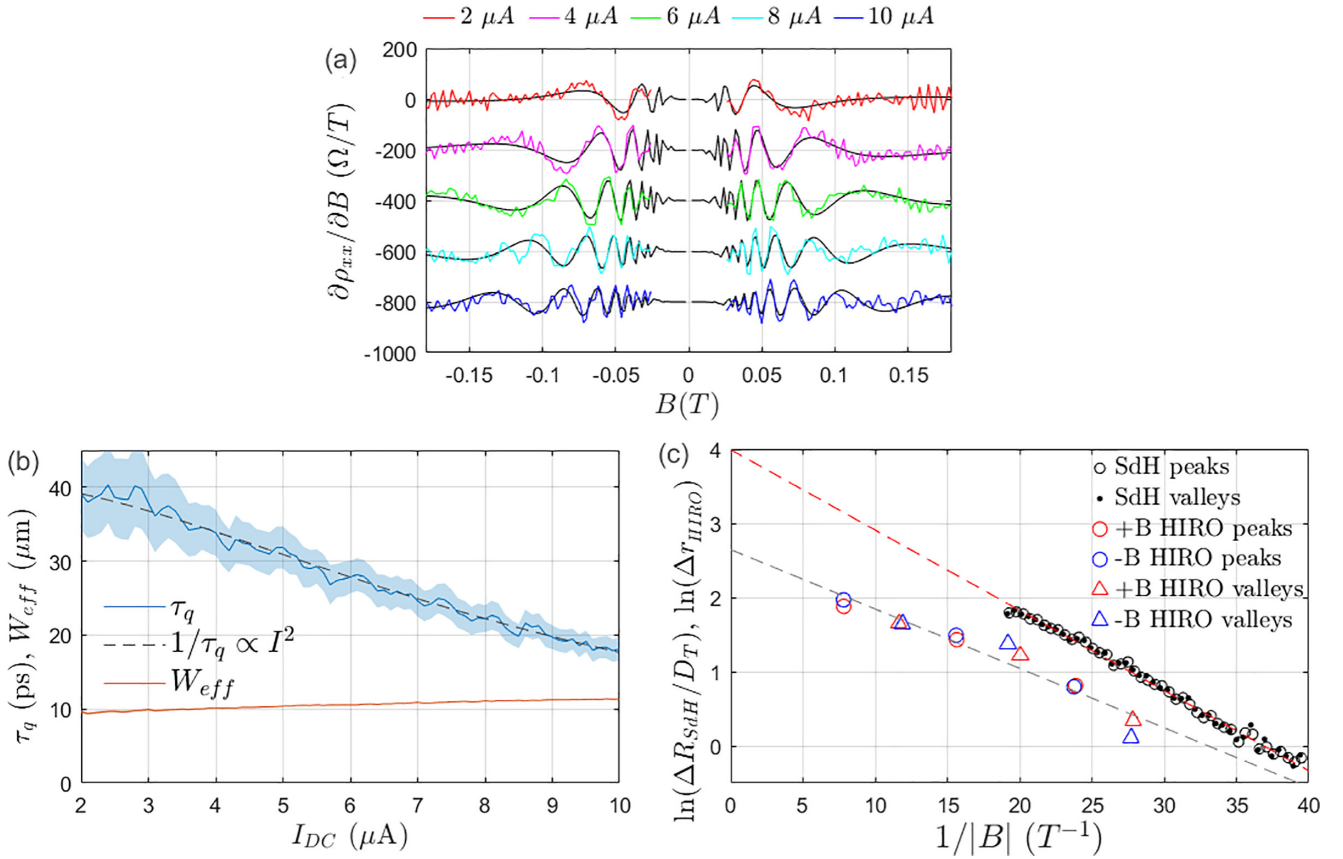 2 μA 4 μA 6 μA 8 μA 10 μA
(a)
200
0
-200
-400
-600
-800
-1000
∂ρxx/∂B (Ω/T)
-0.15 -0.1 -0.05 0 0.05 0.1 0.15
B(T)
(b)
40
30
20
10
0
τq (ps), Weff (μm)
τq
1/τq ∝ I²
Weff
2 3 4 5 6 7 8 9 10
IDC (μA)
(c)
4
3
2
1
0
ln(ΔRSdH/DT), ln(ΔrHIRO)
SdH peaks
SdH valleys
+B HIRO peaks
-B HIRO peaks
+B HIRO valleys
-B HIRO valleys
0 5 10 15 20 25 30 35 40
1/|B| (T⁻¹)